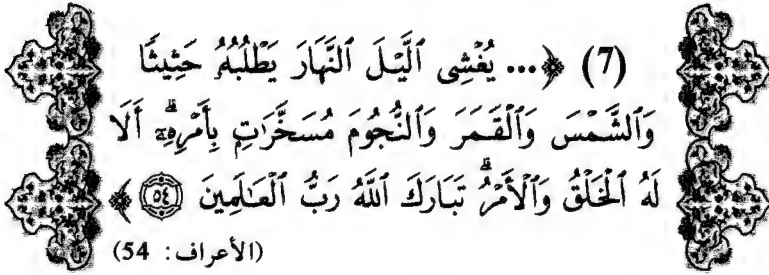 (7) ﴿... يُغْشِى ٱلَّيْلَ ٱلنَّهَارَ يَطْلُبُهُۥ حَثِيثًا
وَٱلشَّمْسَ وَٱلْقَمَرَ وَٱلنُّجُومَ مُسَخَّرَٰتٍۭ بِأَمْرِهِۦٓ ۗ أَلَا
لَهُ ٱلْخَلْقُ وَٱلْأَمْرُ ۗ تَبَارَكَ ٱللَّهُ رَبُّ ٱلْعَـٰلَمِينَ ٥٤ ﴾
(الأعراف: 54)